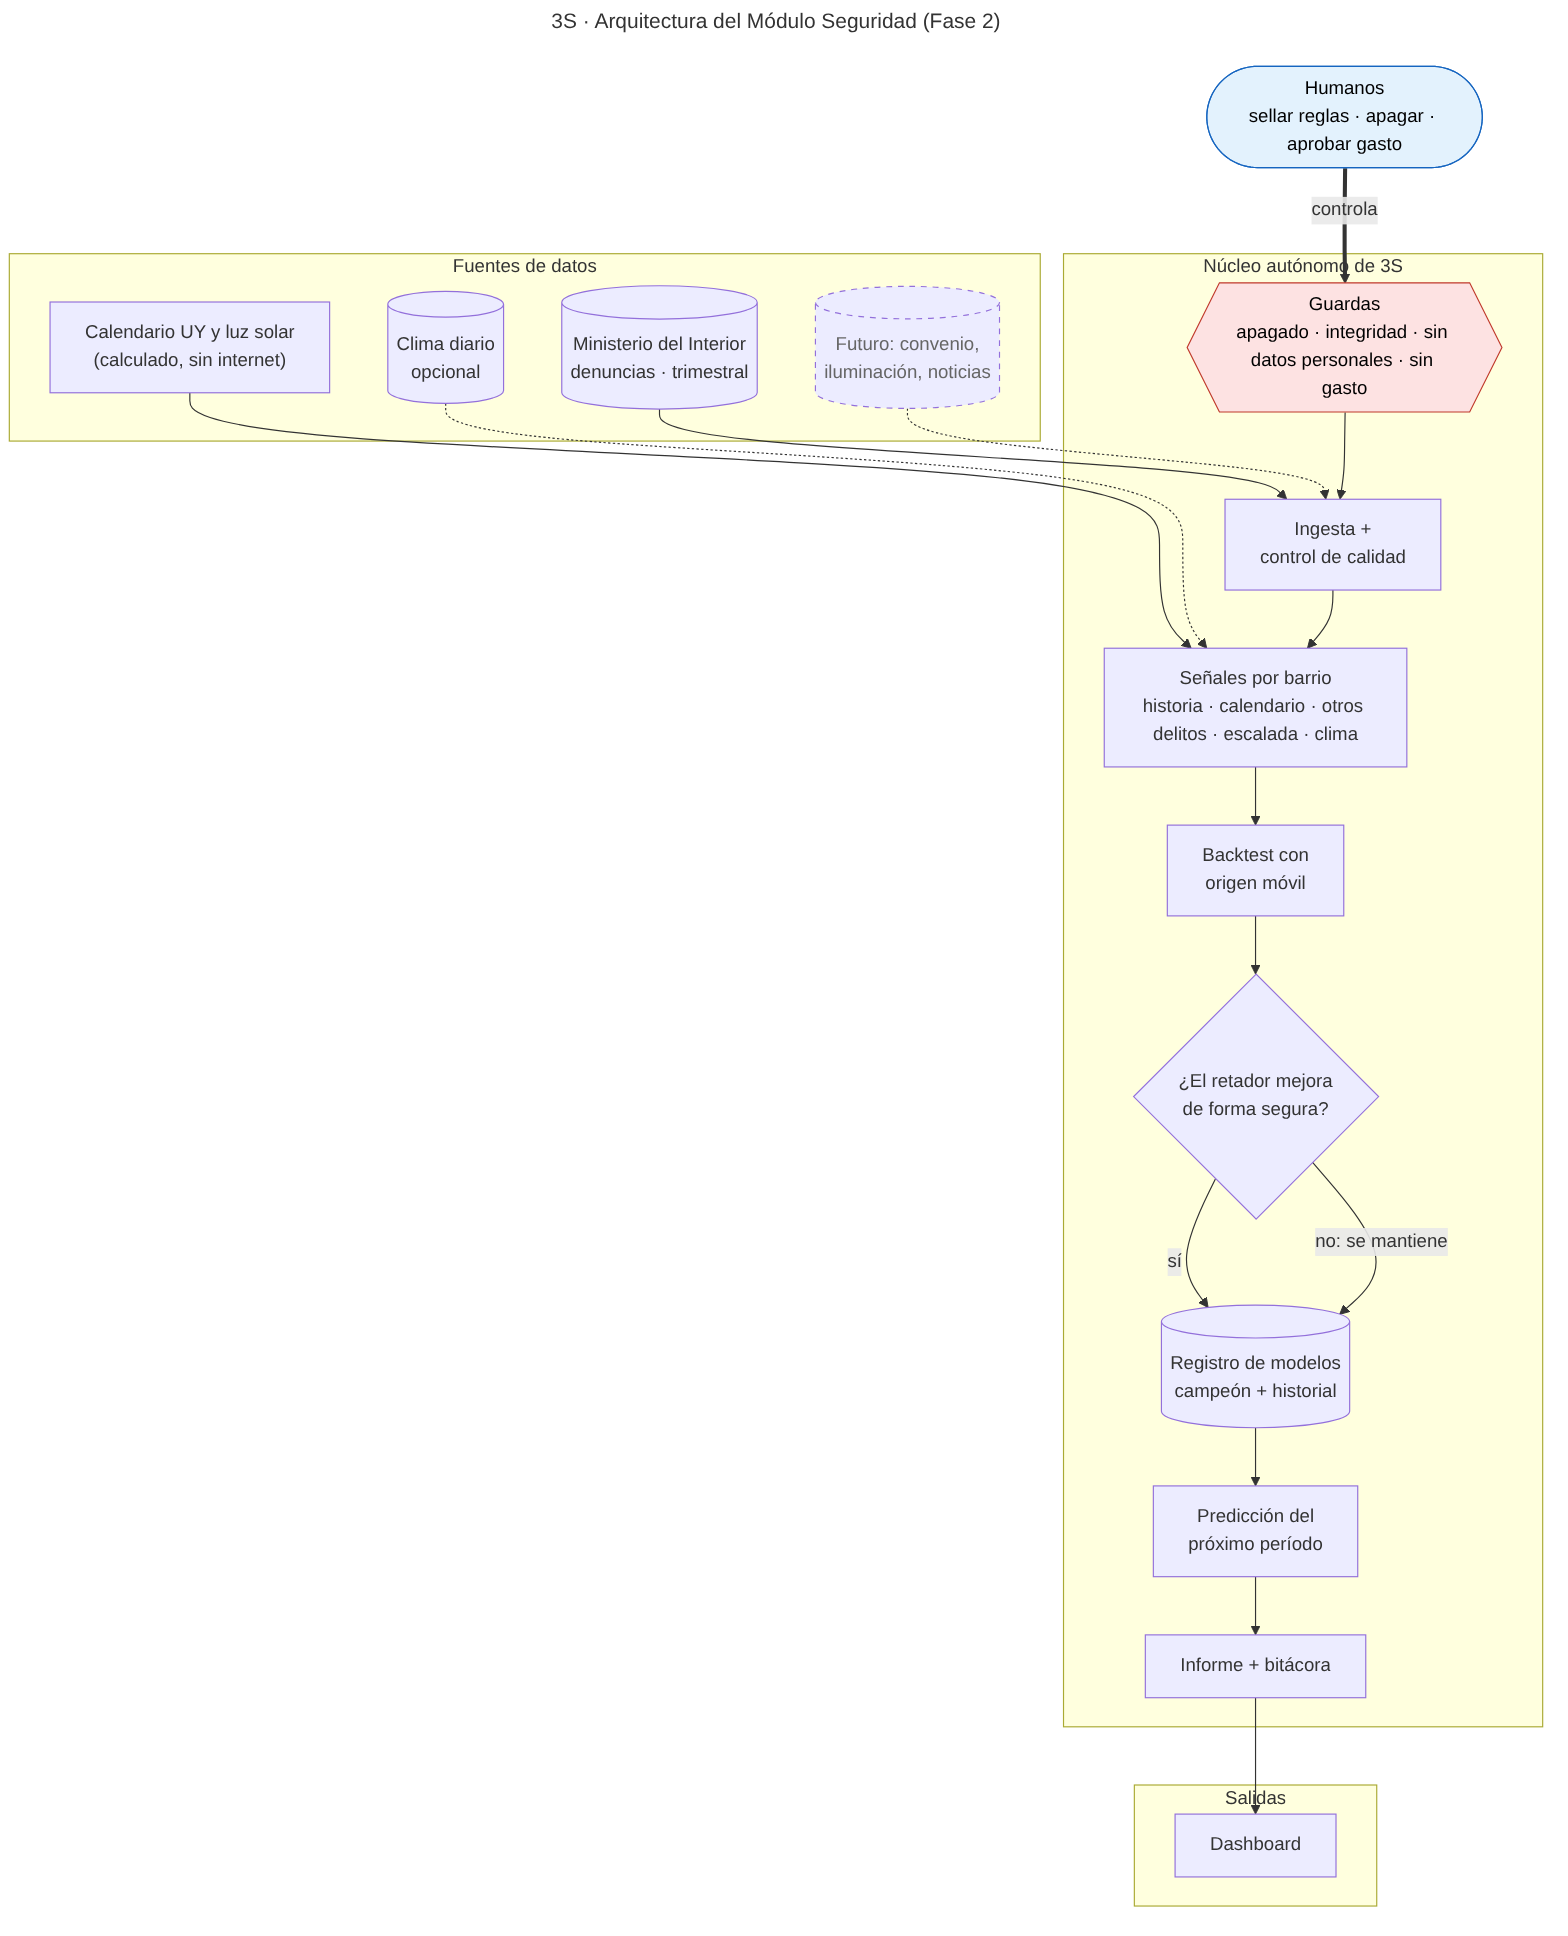 3S · Arquitectura del Módulo Seguridad (Fase 2)
Humanos
sellar reglas · apagar ·
aprobar gasto
controla
Fuentes de datos
Calendario UY y luz solar
(calculado, sin internet)
Clima diario
opcional
Ministerio del Interior
denuncias · trimestral
Futuro: convenio,
iluminación, noticias
Núcleo autónomo de 3S
Guardas
apagado · integridad · sin
datos personales · sin
gasto
Ingesta +
control de calidad
Señales por barrio
historia · calendario · otros
delitos · escalada · clima
Backtest con
origen móvil
¿El retador mejora
de forma segura?
sí
no: se mantiene
Registro de modelos
campeón + historial
Predicción del
próximo período
Informe + bitácora
Salidas
Dashboard